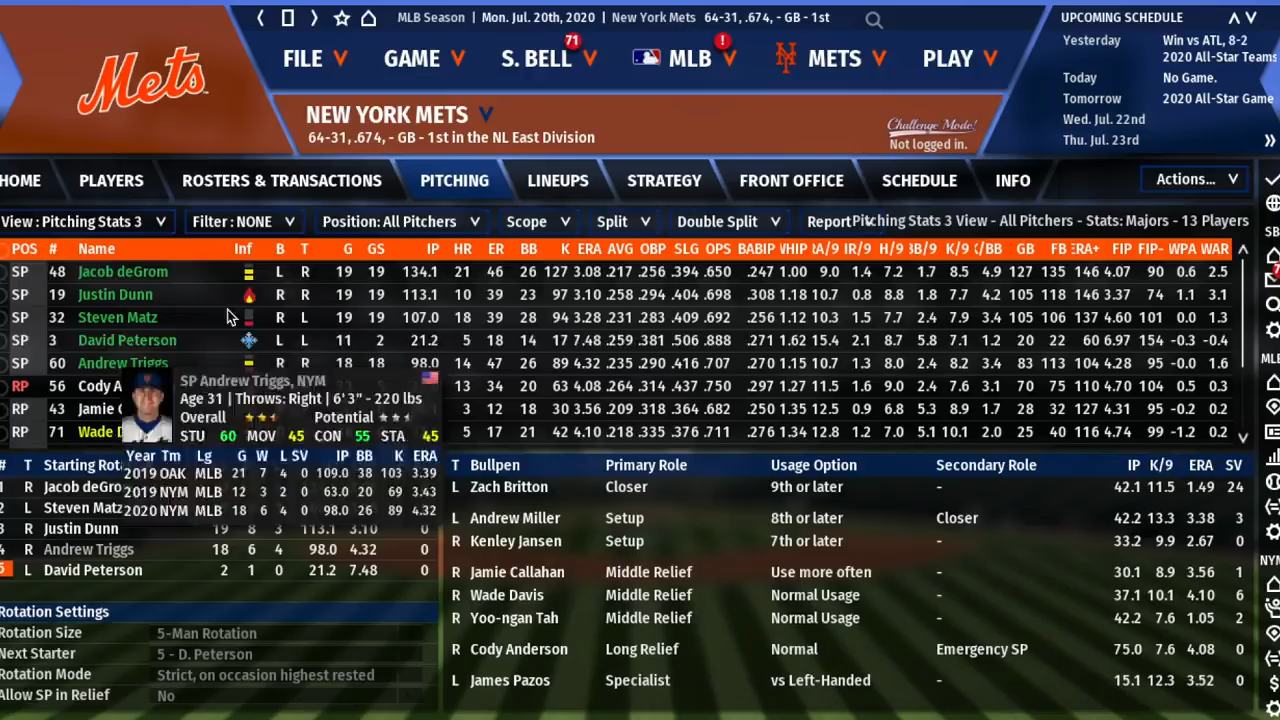 Mets
MLB Season | Mon. Jul. 20th, 2020 | New York Mets 64-31, .674, - GB - 1st
UPCOMING SCHEDULE
Yesterday Win vs ATL, 8-2
2020 All-Star Teams
Today No Game.
Tomorrow 2020 All-Star Game
Wed. Jul. 22nd
Thu. Jul. 23rd
FILE GAME S. BELL 71 MLB ! METS PLAY
NEW YORK METS
64-31, .674, - GB - 1st in the NL East Division
Challenge Mode!
Not logged in.
HOME PLAYERS ROSTERS & TRANSACTIONS PITCHING LINEUPS STRATEGY FRONT OFFICE SCHEDULE INFO Actions...
View : Pitching Stats 3 Filter : NONE Position: All Pitchers Scope Split Double Split Report Pitching Stats 3 View - All Pitchers - Stats: Majors - 13 Players
POS # Name Inf B T G GS IP HR ER BB K ERA AVG OBP SLG OPS BABIP WHIP RA/9 HR/9 H/9 BB/9 K/9 K/BB GB FB ERA+ FIP FIP- WPA WAR
SP 48 Jacob deGrom L R 19 19 134.1 21 46 26 127 3.08 .217 .256 .394 .650 .247 1.00 9.0 1.4 7.2 1.7 8.5 4.9 127 135 146 4.07 90 0.6 2.5
SP 19 Justin Dunn R R 19 19 113.1 10 39 23 97 3.10 .258 .294 .404 .698 .308 1.18 10.7 0.8 8.8 1.8 7.7 4.2 105 118 146 3.37 74 1.1 3.1
SP 32 Steven Matz R L 19 19 107.0 18 39 28 94 3.28 .231 .283 .409 .692 .256 1.12 10.3 1.5 7.7 2.4 7.9 3.4 105 106 137 4.60 101 0.0 1.3
SP 3 David Peterson L L 11 2 21.2 5 18 14 17 7.48 .259 .381 .506 .888 .271 1.62 15.4 2.1 8.7 5.8 7.1 1.2 20 22 60 6.97 154 -0.3 -0.4
SP 60 Andrew Triggs R R 18 18 98.0 14 47 26 89 4.32 .235 .290 .416 .707 .270 1.15 10.7 1.3 8.0 2.4 8.2 3.4 83 113 104 4.28 95 -0.0 1.6
RP 56 Cody A 13 34 20 63 4.08 .264 .314 .437 .750 .297 1.27 11.5 1.6 9.0 2.4 7.6 3.1 70 75 110 4.70 104 0.5 0.3
RP 43 Jamie C 3 12 18 30 3.56 .209 .318 .364 .682 .250 1.35 12.5 0.9 6.8 5.3 8.9 1.7 28 32 127 4.31 95 -0.2 0.2
RP 71 Wade D 5 17 21 42 4.10 .238 .335 .376 .711 .276 1.34 12.8 1.2 7.0 5.1 10.1 2.0 25 40 116 4.74 99 -1.2 0.2
SP Andrew Triggs, NYM
Age 31 | Throws: Right | 6' 3" - 220 lbs
Overall Potential
STU 60 MOV 45 CON 55 STA 45
Year Tm Lg G W L SV IP BB K ERA
2019 OAK MLB 21 7 4 0 109.0 38 103 3.39
2019 NYM MLB 12 3 2 0 63.0 20 69 3.43
2020 NYM MLB 18 6 4 0 98.0 26 89 4.32
# T Starting Rot
1 R Jacob deGro
2 L Steven Mat
3 R Justin Dunn 19 8 3 113.1 3.10 0
4 R Andrew Triggs 18 6 4 98.0 4.32 0
5 L David Peterson 2 1 0 21.2 7.48 0
Rotation Settings
Rotation Size 5-Man Rotation
Next Starter 5 - D. Peterson
Rotation Mode Strict, on occasion highest rested
Allow SP in Relief No
T Bullpen Primary Role Usage Option Secondary Role IP K/9 ERA SV
L Zach Britton Closer 9th or later - 42.1 11.5 1.49 24
L Andrew Miller Setup 8th or later Closer 42.2 13.3 3.38 3
R Kenley Jansen Setup 7th or later - 33.2 9.9 2.67 0
R Jamie Callahan Middle Relief Use more often - 30.1 8.9 3.56 1
R Wade Davis Middle Relief Normal Usage - 37.1 10.1 4.10 6
R Yoo-ngan Tah Middle Relief Normal Usage - 42.2 7.6 1.05 2
R Cody Anderson Long Relief Normal Emergency SP 75.0 7.6 4.08 0
L James Pazos Specialist vs Left-Handed - 15.1 12.3 3.52 0